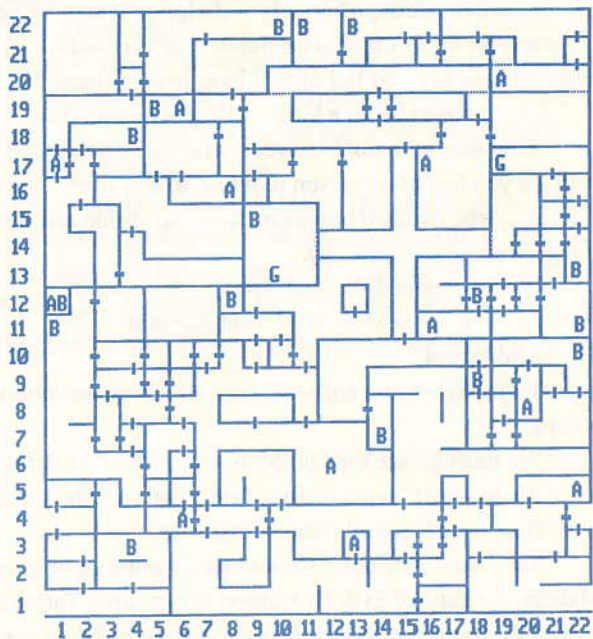 22 B B B
21
20 A
19 B A
18 B B
17 A A G
16 A
15 B
14
13 G B
12 AB B B
11 B A B
10 B
9 B
8 A
7 B
6 A
5 A
4 A
3 B A
2
1
1 2 3 4 5 6 7 8 9 10 11 12 13 14 15 16 17 18 19 20 21 22